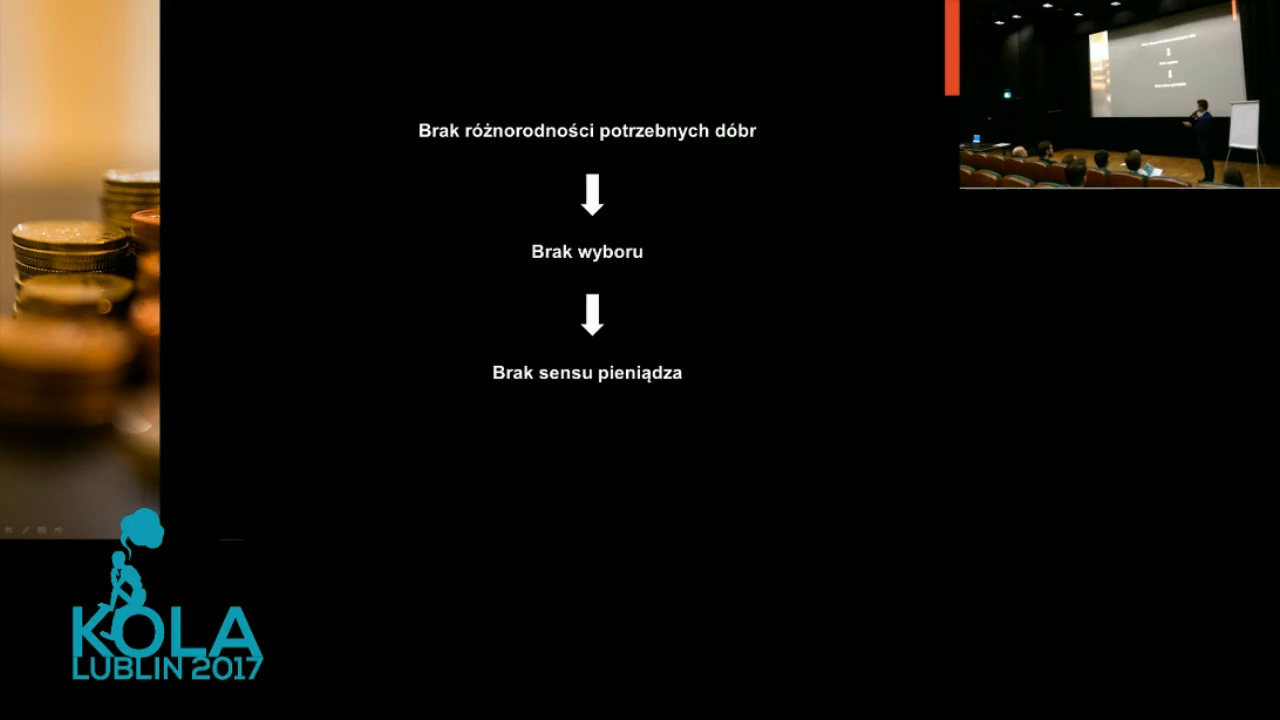 Brak różnorodności potrzebnych dóbr
Brak wyboru
Brak sensu pieniądza
KOLA
LUBLIN 2017